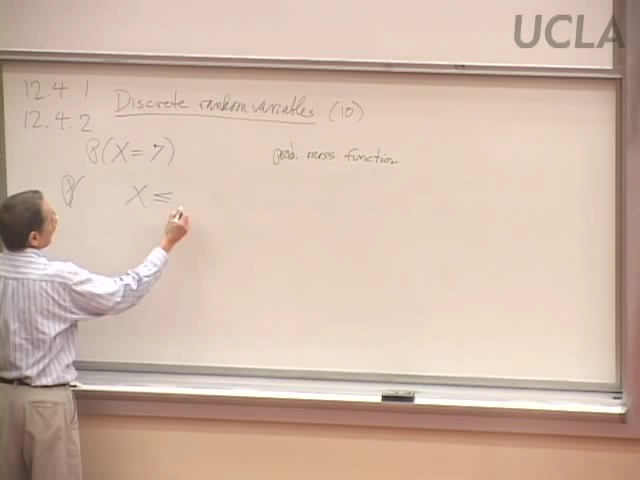 UCLA
12.4.1
12.4.2
Discrete random variables (10)
P(X = 7)
prob. mass function
P X ≤